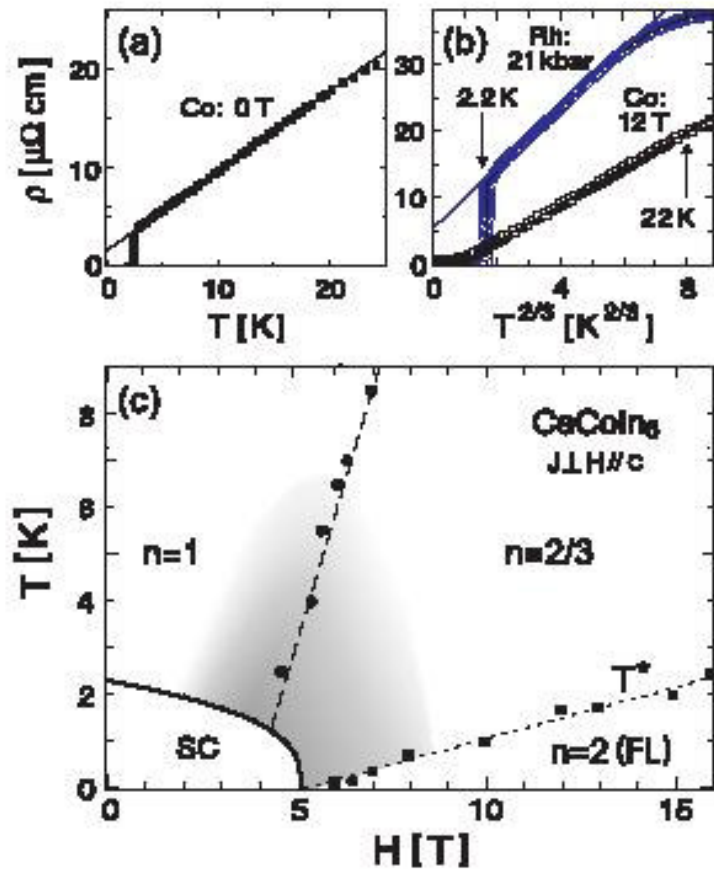 (a)
20
10
0
ρ [μΩ cm]
Co: 0 T
0 10 20
T [K]
(b)
Rh:
21 kbar
30
20
10
0
2.2 K
Co:
12 T
22 K
0 4 8
T^2/3 [K^2/3]
(c)
8
6
4
2
0
T [K]
CeCoIn5
J⊥H//c
n=1
n=2/3
T*
SC
n=2 (FL)
0 5 10 15
H [T]